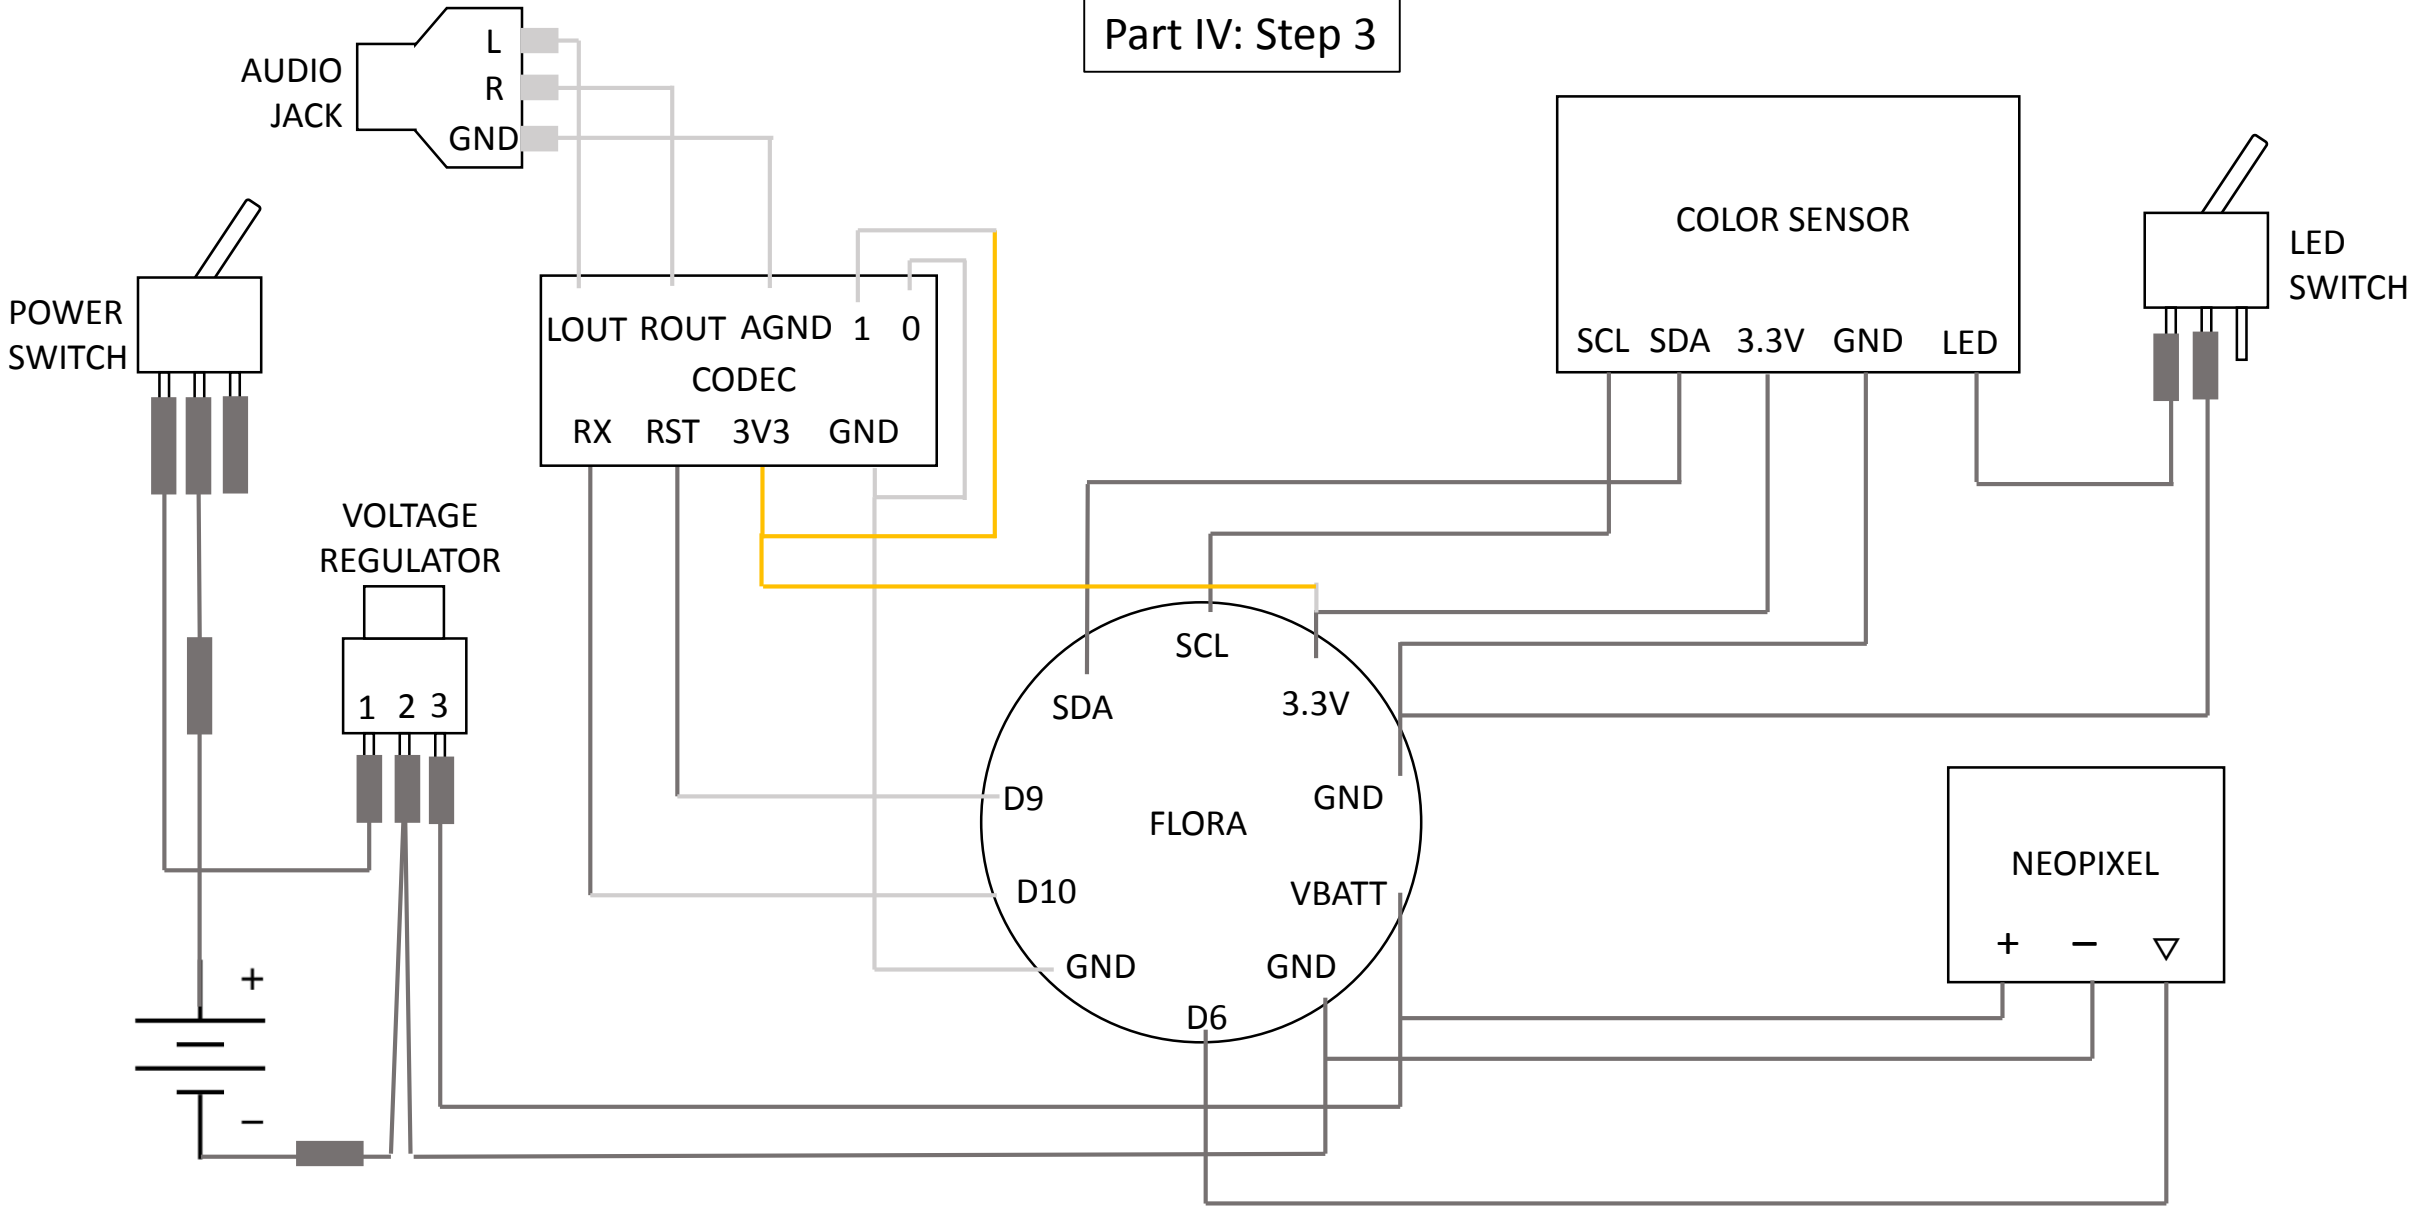 Part IV: Step 3
AUDIO
JACK
L
R
GND
POWER
SWITCH
LOUT ROUT AGND 1 0
CODEC
RX RST 3V3 GND
COLOR SENSOR
SCL SDA 3.3V GND LED
LED
SWITCH
VOLTAGE
REGULATOR
1 2 3
SCL
SDA
3.3V
D9
GND
FLORA
D10
VBATT
GND
GND
D6
NEOPIXEL
+ −
+
−